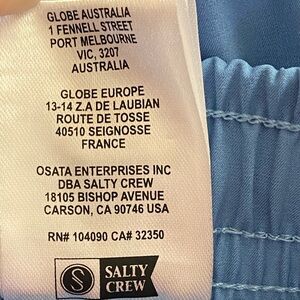 GLOBE AUSTRALIA
1 FENNELL STREET
PORT MELBOURNE
VIC, 3207
AUSTRALIA
GLOBE EUROPE
13-14 Z.A DE LAUBIAN
ROUTE DE TOSSE
40510 SEIGNOSSE
FRANCE
OSATA ENTERPRISES INC
DBA SALTY CREW
18105 BISHOP AVENUE
CARSON, CA 90746 USA
RN# 104090 CA# 32350
S
SALTY
CREW